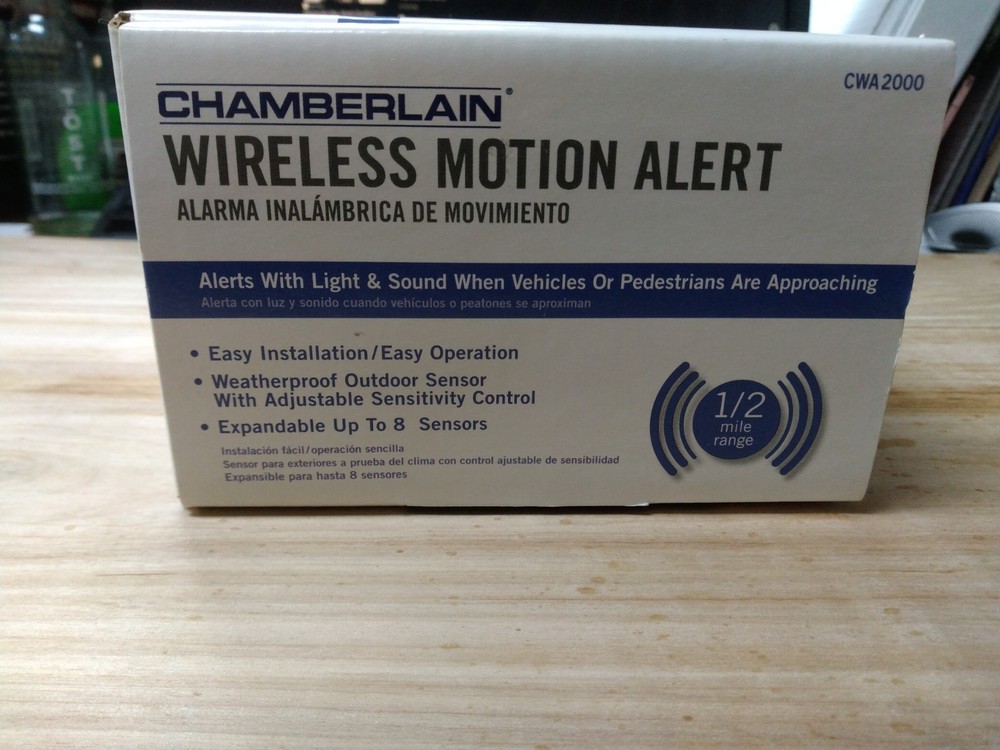 CWA2000
CHAMBERLAIN®
WIRELESS MOTION ALERT
ALARMA INALÁMBRICA DE MOVIMIENTO
Alerts With Light & Sound When Vehicles Or Pedestrians Are Approaching
Alerta con luz y sonido cuando vehículos o peatones se aproximan
• Easy Installation/Easy Operation
• Weatherproof Outdoor Sensor
With Adjustable Sensitivity Control
• Expandable Up To 8 Sensors
Instalación fácil/operación sencilla
Sensor para exteriores a prueba del clima con control ajustable de sensibilidad
Expansible para hasta 8 sensores
1/2
mile
range